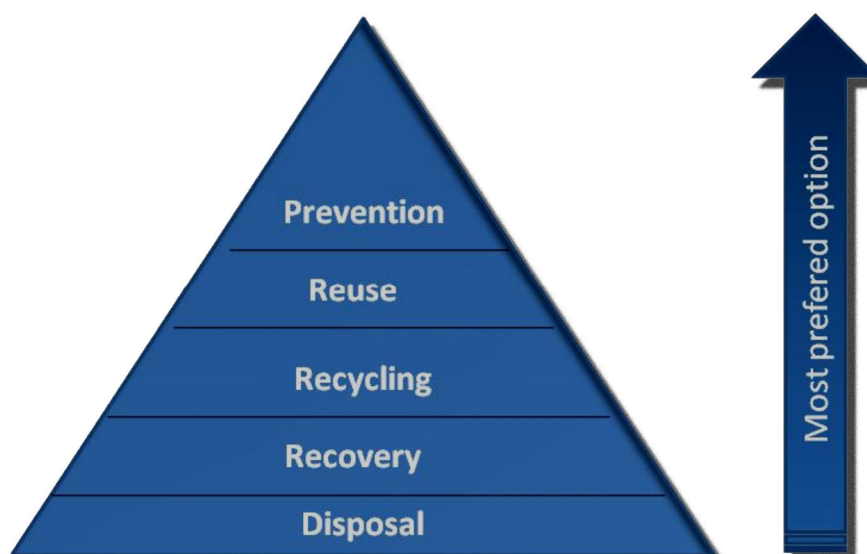 Prevention
Reuse
Recycling
Recovery
Disposal
Most prefered option